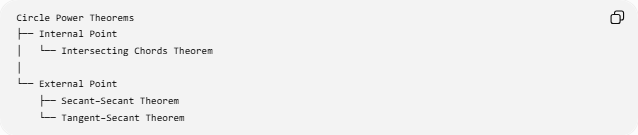 Circle Power Theorems
├── Internal Point
│   └── Intersecting Chords Theorem
│
└── External Point
    ├── Secant–Secant Theorem
    └── Tangent–Secant Theorem